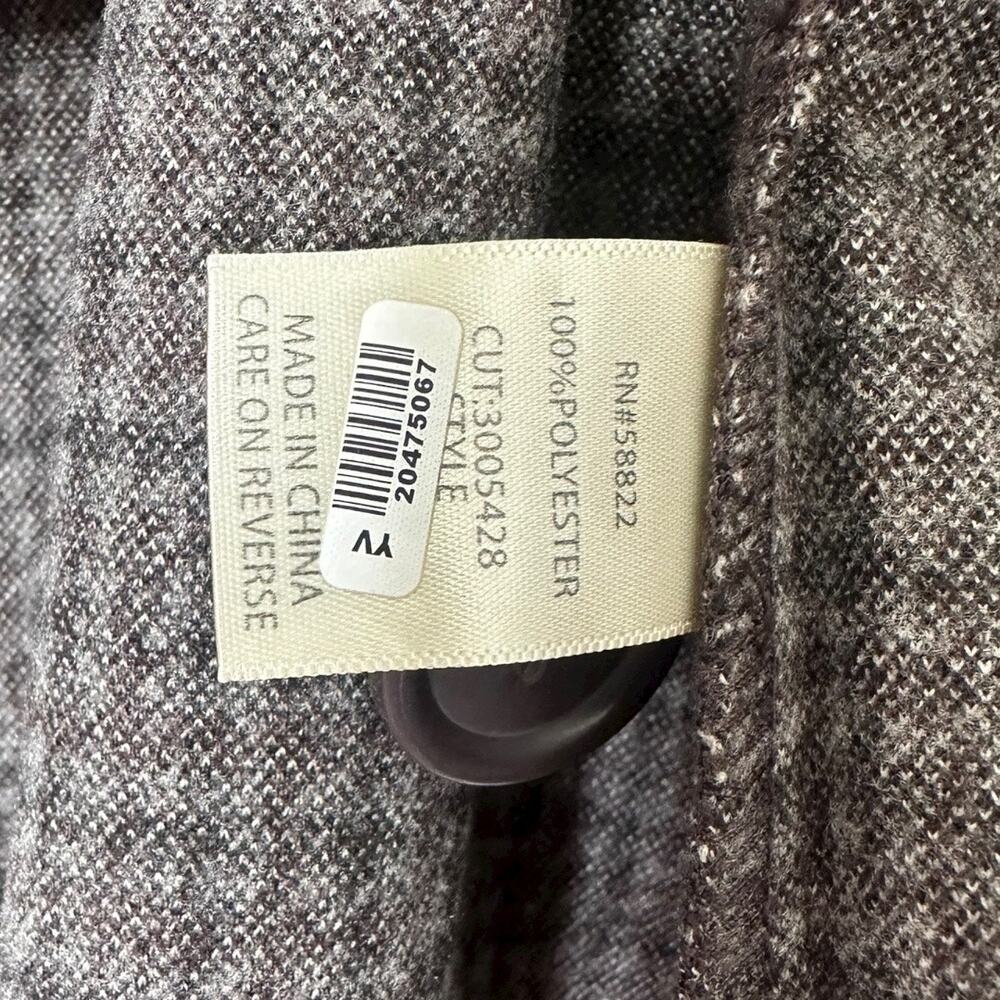 RN#58822
100%POLYESTER
CUT:3005428
STYLE
20475067
YV
MADE IN CHINA
CARE ON REVERSE